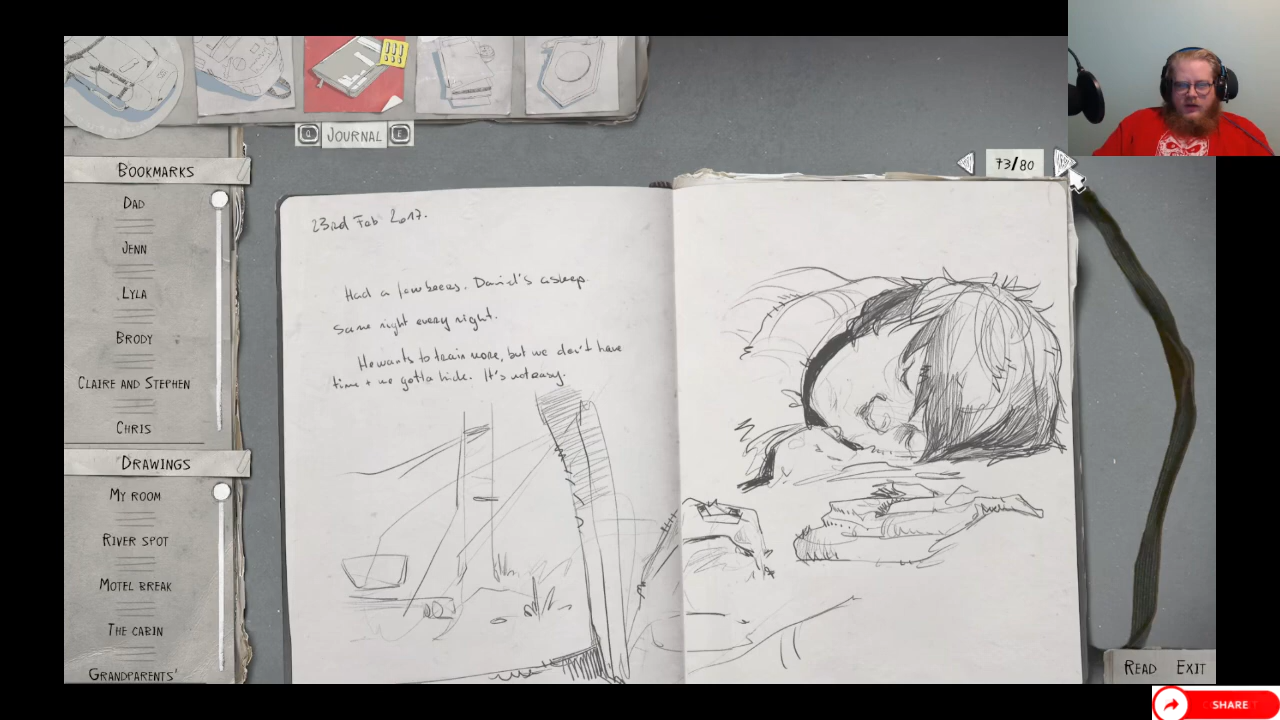 JOURNAL
Q
E
73/80
BOOKMARKS
DAD
JENN
LYLA
BRODY
CLAIRE AND STEPHEN
CHRIS
DRAWINGS
MY ROOM
RIVER SPOT
MOTEL BREAK
THE CABIN
GRANDPARENTS'
23rd Feb 2017.
Had a few beers. Daniel's asleep.
Same night every night.
He wants to train more, but we don't have
time + we gotta hide. It's not easy.
READ EXIT
SHARE